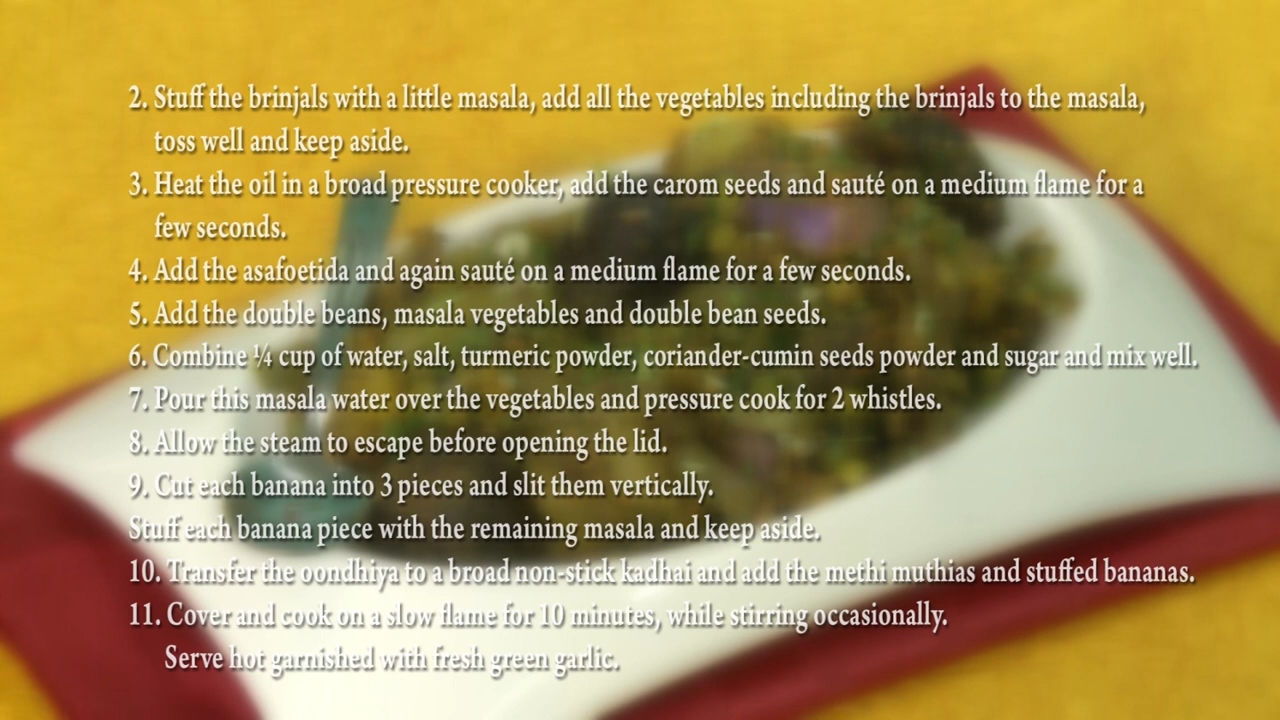 2. Stuff the brinjals with a little masala, add all the vegetables including the brinjals to the masala,
toss well and keep aside.
3. Heat the oil in a broad pressure cooker, add the carom seeds and sauté on a medium flame for a
few seconds.
4. Add the asafoetida and again sauté on a medium flame for a few seconds.
5. Add the double beans, masala vegetables and double bean seeds.
6. Combine ¼ cup of water, salt, turmeric powder, coriander-cumin seeds powder and sugar and mix well.
7. Pour this masala water over the vegetables and pressure cook for 2 whistles.
8. Allow the steam to escape before opening the lid.
9. Cut each banana into 3 pieces and slit them vertically.
Stuff each banana piece with the remaining masala and keep aside.
10. Transfer the oondhiya to a broad non-stick kadhai and add the methi muthias and stuffed bananas.
11. Cover and cook on a slow flame for 10 minutes, while stirring occasionally.
Serve hot garnished with fresh green garlic.